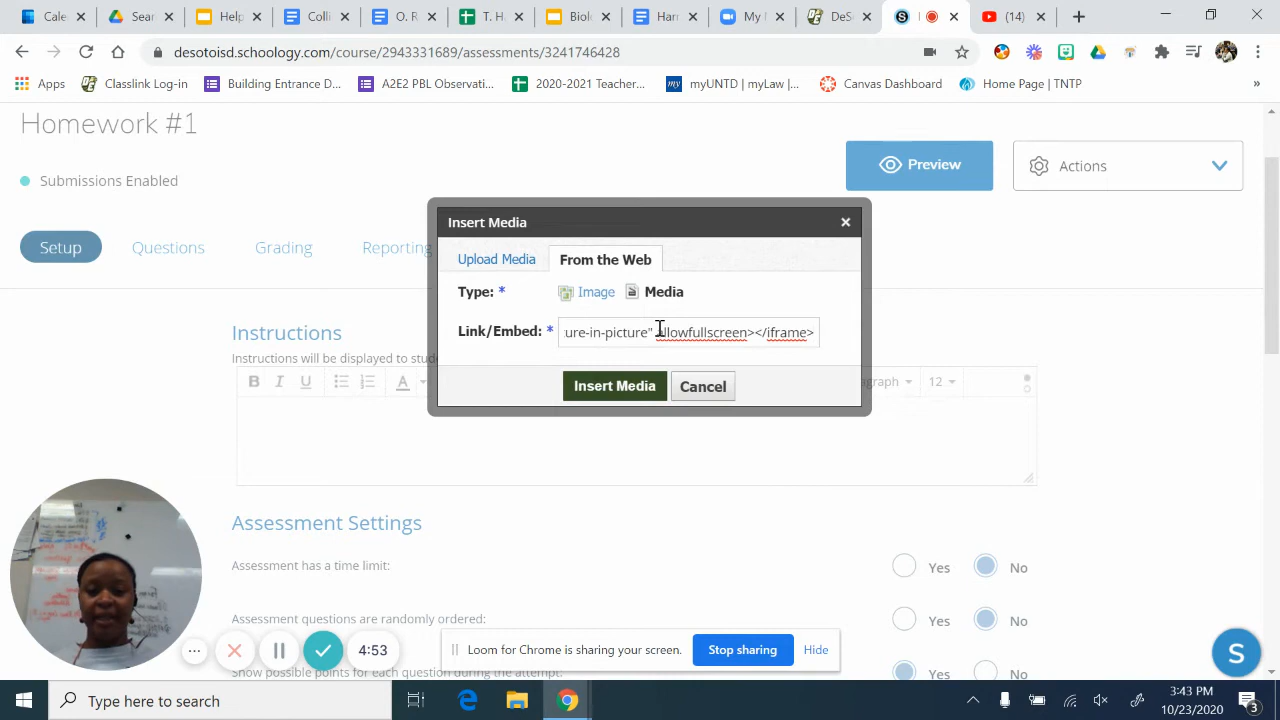 Cale
Sear
Help
Colli
O. R
T. H
Biolo
Harr
My l
DeS
(14)
desotoisd.schoology.com/course/2943331689/assessments/3241746428
Apps
Classlink Log-in
Building Entrance D...
A2E2 PBL Observati...
2020-2021 Teacher...
my
myUNTD | myLaw |...
Canvas Dashboard
Home Page | TNTP
»
Homework #1
Submissions Enabled
Preview
Actions
Setup
Questions
Grading
Reporting
Insert Media
Upload Media
From the Web
Type: *
Image
Media
Link/Embed: *
ure-in-picture" allowfullscreen></iframe>
Insert Media
Cancel
Instructions
Instructions will be displayed to studen
B I U
A
agraph
12
Assessment Settings
Assessment has a time limit:
Yes
No
Assessment questions are randomly ordered:
Yes
No
Show possible points for each question during the attempt:
Yes
No
4:53
Loom for Chrome is sharing your screen.
Stop sharing
Hide
S
Type here to search
3:43 PM
10/23/2020
3